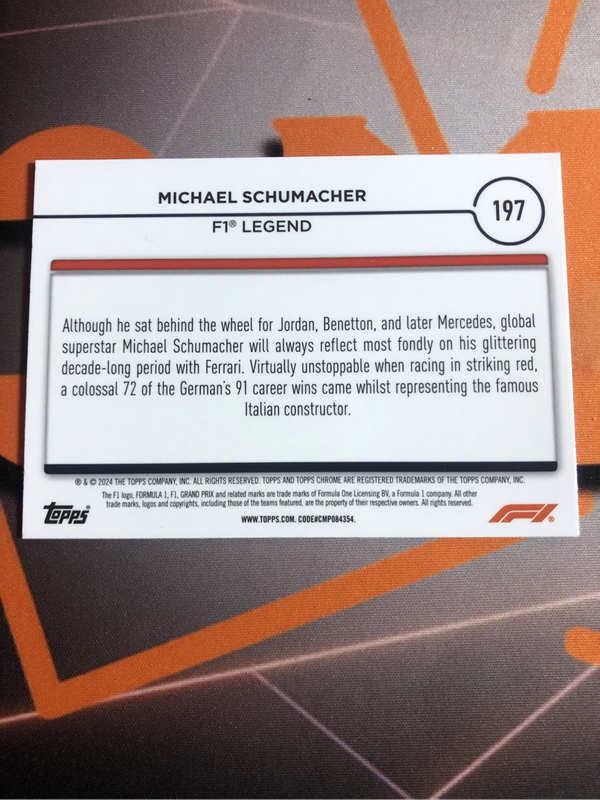 MICHAEL SCHUMACHER
197
F1® LEGEND
Although he sat behind the wheel for Jordan, Benetton, and later Mercedes, global
superstar Michael Schumacher will always reflect most fondly on his glittering
decade-long period with Ferrari. Virtually unstoppable when racing in striking red,
a colossal 72 of the German's 91 career wins came whilst representing the famous
Italian constructor.
® & © 2024 THE TOPPS COMPANY, INC. ALL RIGHTS RESERVED. TOPPS AND TOPPS CHROME ARE REGISTERED TRADEMARKS OF THE TOPPS COMPANY, INC.
The F1 logo, FORMULA 1, F1, GRAND PRIX and related marks are trade marks of Formula One Licensing BV, a Formula 1 company. All other
trade marks, logos and copyrights, including those of the teams featured, are the property of their respective owners. All rights reserved.
topps®
WWW.TOPPS.COM. CODE#CMP084354.
F1®